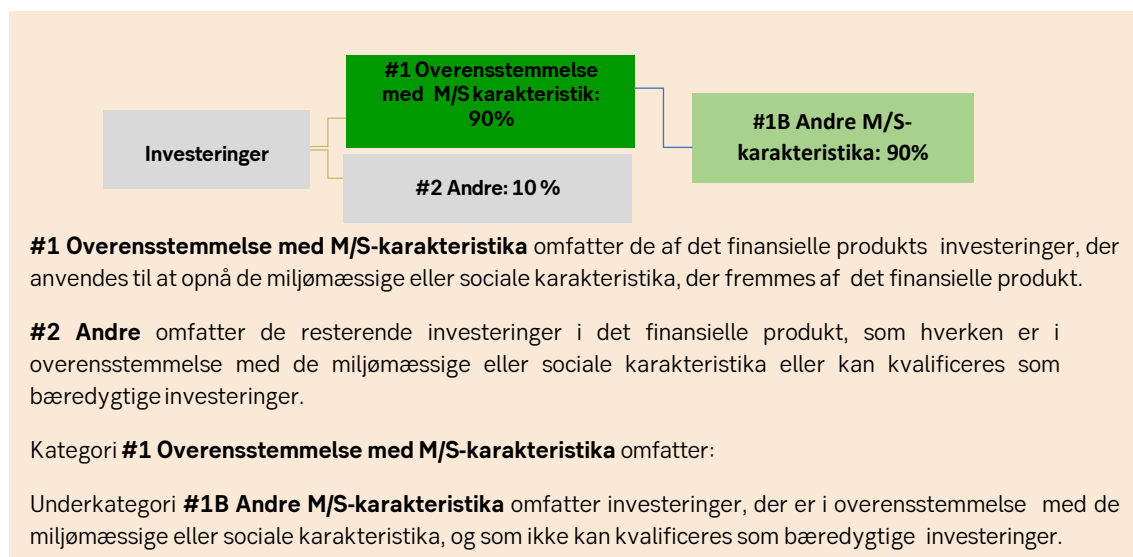 #1 Overensstemmelse
med M/S karakteristik:
90%
#1B Andre M/S-
karakteristika: 90%
Investeringer
#2 Andre: 10 %
#1 Overensstemmelse med M/S-karakteristika omfatter de af det finansielle produkts investeringer, der
anvendes til at opnå de miljømæssige eller sociale karakteristika, der fremmes af det finansielle produkt.
#2 Andre omfatter de resterende investeringer i det finansielle produkt, som hverken er i
overensstemmelse med de miljømæssige eller sociale karakteristika eller kan kvalificeres som
bæredygtige investeringer.
Kategori #1 Overensstemmelse med M/S-karakteristika omfatter:
Underkategori #1B Andre M/S-karakteristika omfatter investeringer, der er i overensstemmelse med de
miljømæssige eller sociale karakteristika, og som ikke kan kvalificeres som bæredygtige investeringer.